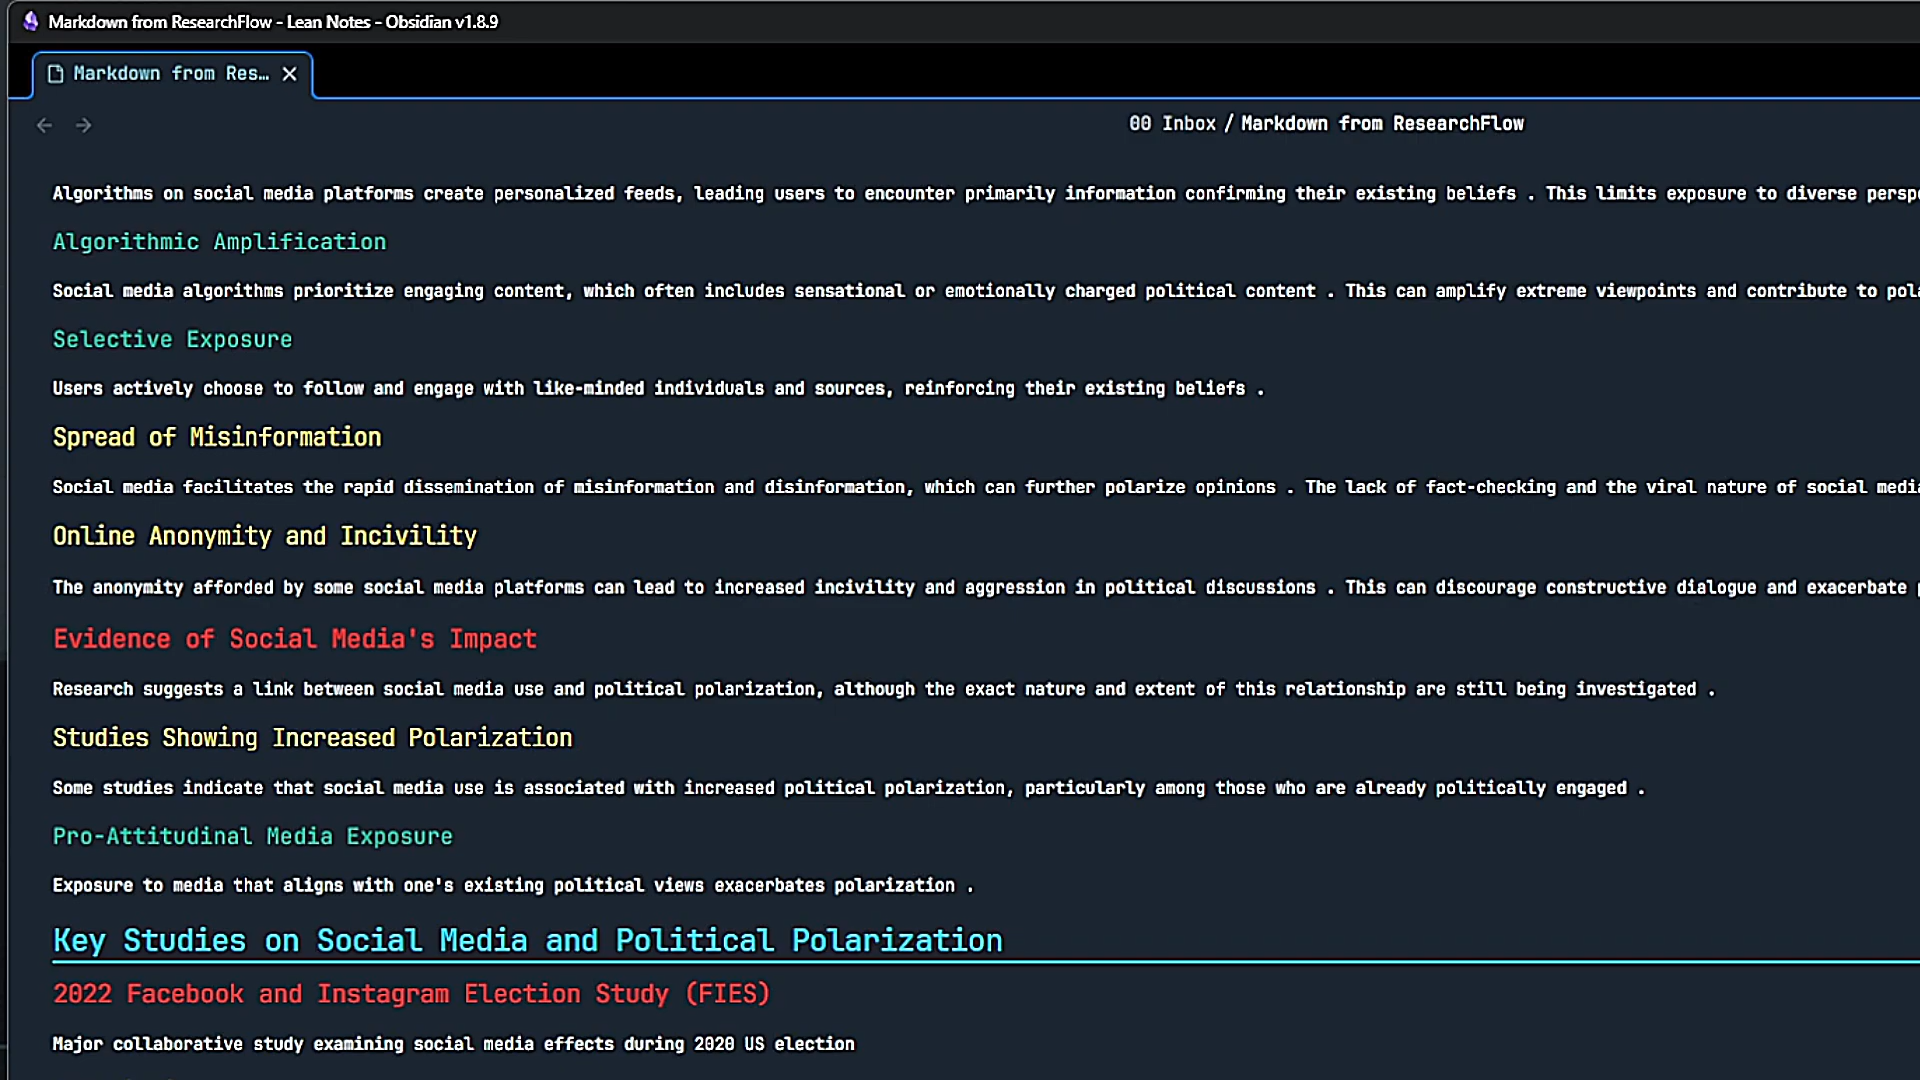 Markdown from ResearchFlow - Lean Notes - Obsidian v1.8.9
Markdown from Res…
00 Inbox / Markdown from ResearchFlow
Algorithms on social media platforms create personalized feeds, leading users to encounter primarily information confirming their existing beliefs . This limits exposure to diverse
Algorithmic Amplification
Social media algorithms prioritize engaging content, which often includes sensational or emotionally charged political content . This can amplify extreme viewpoints and contribute to
Selective Exposure
Users actively choose to follow and engage with like-minded individuals and sources, reinforcing their existing beliefs .
Spread of Misinformation
Social media facilitates the rapid dissemination of misinformation and disinformation, which can further polarize opinions . The lack of fact-checking and the viral nature of social media
Online Anonymity and Incivility
The anonymity afforded by some social media platforms can lead to increased incivility and aggression in political discussions . This can discourage constructive dialogue and exacerbate
Evidence of Social Media's Impact
Research suggests a link between social media use and political polarization, although the exact nature and extent of this relationship are still being investigated .
Studies Showing Increased Polarization
Some studies indicate that social media use is associated with increased political polarization, particularly among those who are already politically engaged .
Pro-Attitudinal Media Exposure
Exposure to media that aligns with one's existing political views exacerbates polarization .
Key Studies on Social Media and Political Polarization
2022 Facebook and Instagram Election Study (FIES)
Major collaborative study examining social media effects during 2020 US election